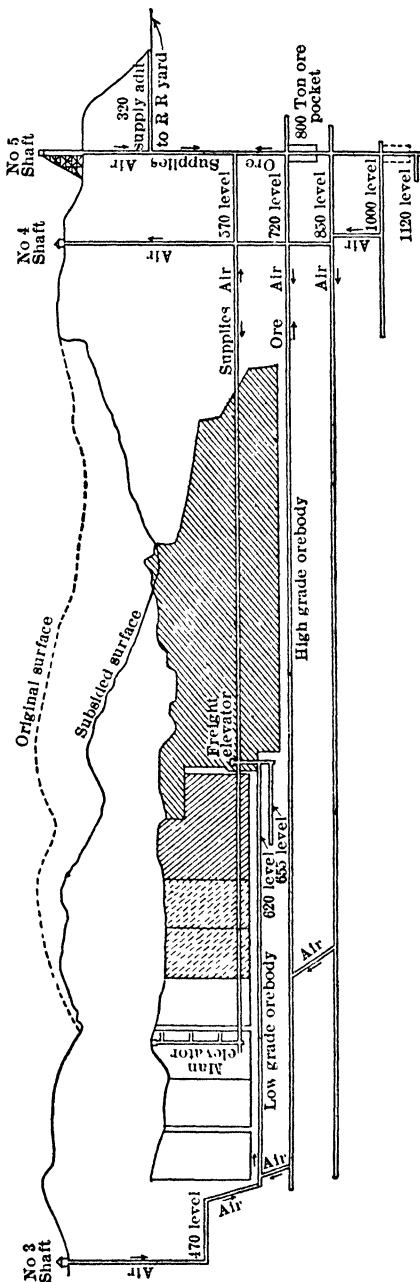 No 3
Shaft
Air
470 level
Air
Air
Original surface
Subsided surface
Man
elevator
Freight
elevator
620 level
655 level
Low grade orebody
High grade orebody
Air
No 4
Shaft
Air
No 5
Shaft
Air
320
supply adit
to R R yard
Supplies
Air
570 level
Supplies
Ore
Air
720 level
Ore
800 Ton ore
pocket
Air
850 level
Air
1000 level
1120 level